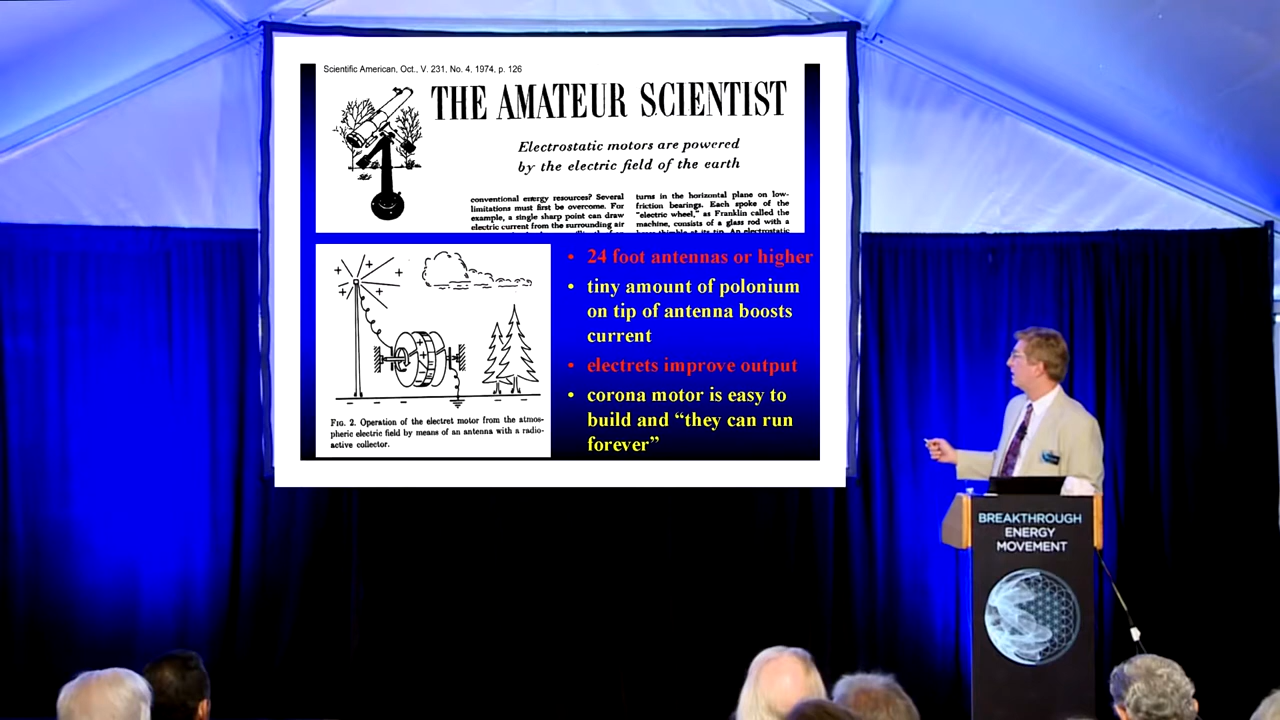 Scientific American, Oct., V. 231, No. 4, 1974, p. 126
THE AMATEUR SCIENTIST
Electrostatic motors are powered
by the electric field of the earth
conventional energy resources? Several
limitations must first be overcome. For
example, a single sharp point can draw
electric current from the surrounding air
turns in the horizontal plane on low-
friction bearings. Each spoke of the
"electric wheel," as Franklin called the
machine, consists of a glass rod with a
FIG. 2. Operation of the electret motor from the atmos-
pheric electric field by means of an antenna with a radio-
active collector.
• 24 foot antennas or higher
• tiny amount of polonium
on tip of antenna boosts
current
• electrets improve output
• corona motor is easy to
build and “they can run
forever”
BREAKTHROUGH
ENERGY
MOVEMENT